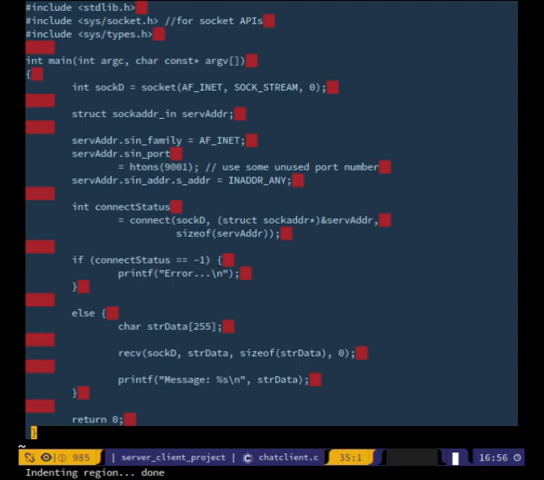 #include <stdlib.h>
#include <sys/socket.h> //for socket APIs
#include <sys/types.h>
int main(int argc, char const* argv[])
{
int sockD = socket(AF_INET, SOCK_STREAM, 0);
struct sockaddr_in servAddr;
servAddr.sin_family = AF_INET;
servAddr.sin_port
= htons(9001); // use some unused port number
servAddr.sin_addr.s_addr = INADDR_ANY;
int connectStatus
= connect(sockD, (struct sockaddr*)&servAddr,
sizeof(servAddr));
if (connectStatus == -1) {
printf("Error...\n");
}
else {
char strData[255];
recv(sockD, strData, sizeof(strData), 0);
printf("Message: %s\n", strData);
}
return 0;
}
~
985 | server_client_project | chatclient.c 35:1 16:56
Indenting region... done